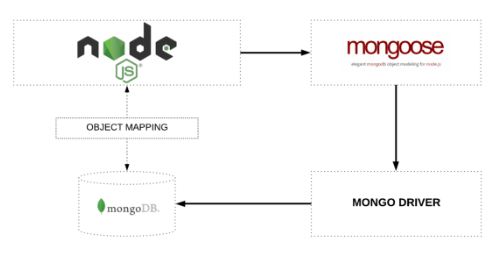 node
JS
mongoose
elegant mongodb object modeling for node.js
OBJECT MAPPING
mongoDB.
MONGO DRIVER